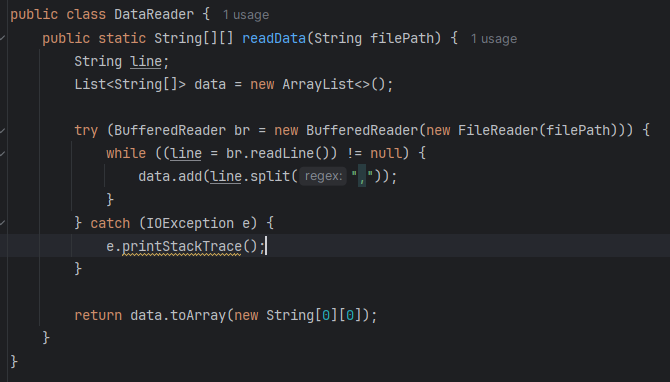 public class DataReader { 1 usage
public static String[][] readData(String filePath) { 1 usage
String line;
List<String[]> data = new ArrayList<>();
try (BufferedReader br = new BufferedReader(new FileReader(filePath))) {
while ((line = br.readLine()) != null) {
data.add(line.split( regex: ","));
}
} catch (IOException e) {
e.printStackTrace();
}
return data.toArray(new String[0][0]);
}
}